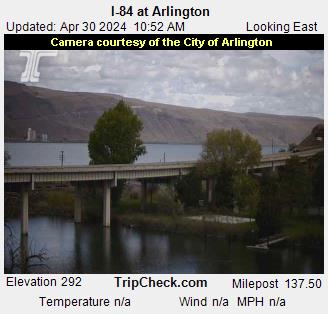 I-84 at Arlington
Updated: Apr 30 2024 10:52 AM Looking East
Camera courtesy of the City of Arlington
Elevation 292 TripCheck.com Milepost 137.50
Temperature n/a Wind n/a MPH n/a